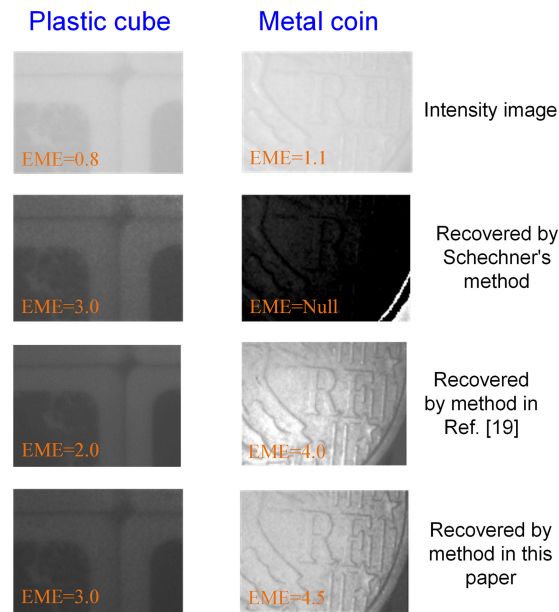 Plastic cube
Metal coin
EME=0.8
EME=1.1
Intensity image
EME=3.0
EME=Null
Recovered by
Schechner's
method
EME=2.0
EME=4.0
Recovered
by method in
Ref. [19]
EME=3.0
EME=4.5
Recovered by
method in this
paper